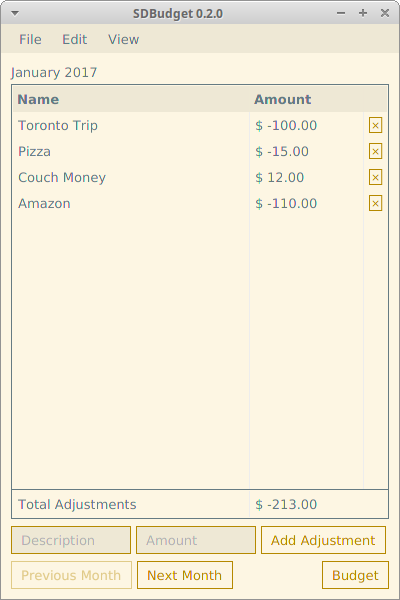 SDBudget 0.2.0
File Edit View
January 2017
Name Amount
Toronto Trip $ -100.00
Pizza $ -15.00
Couch Money $ 12.00
Amazon $ -110.00
Total Adjustments $ -213.00
Description Amount Add Adjustment
Previous Month Next Month Budget